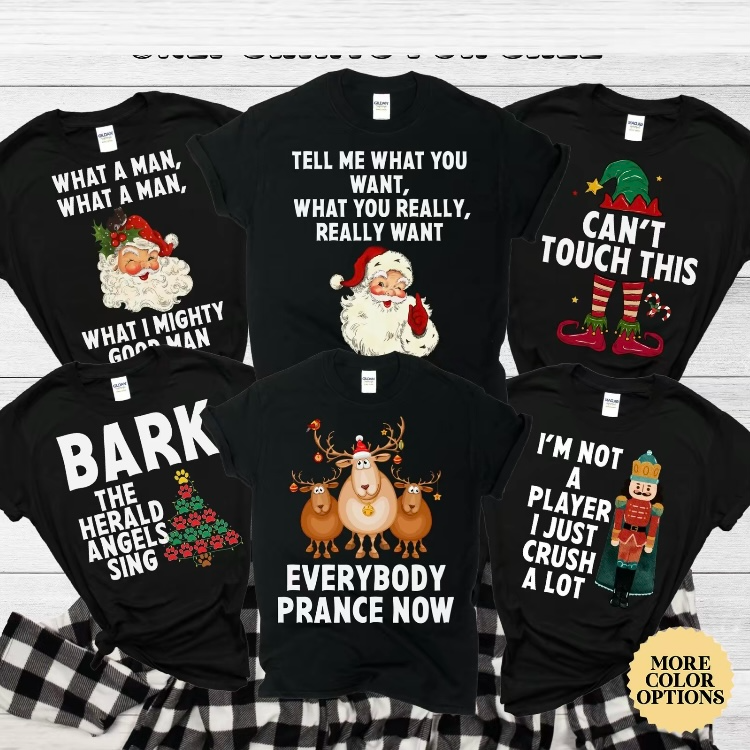 WHAT A MAN,
WHAT A MAN,
WHAT I MIGHTY
GOOD MAN
TELL ME WHAT YOU
WANT,
WHAT YOU REALLY,
REALLY WANT
CAN'T
TOUCH THIS
BARK
THE
HERALD
ANGELS
SING
EVERYBODY
PRANCE NOW
I'M NOT
A
PLAYER
I JUST
CRUSH
A LOT
MORE
COLOR
OPTIONS